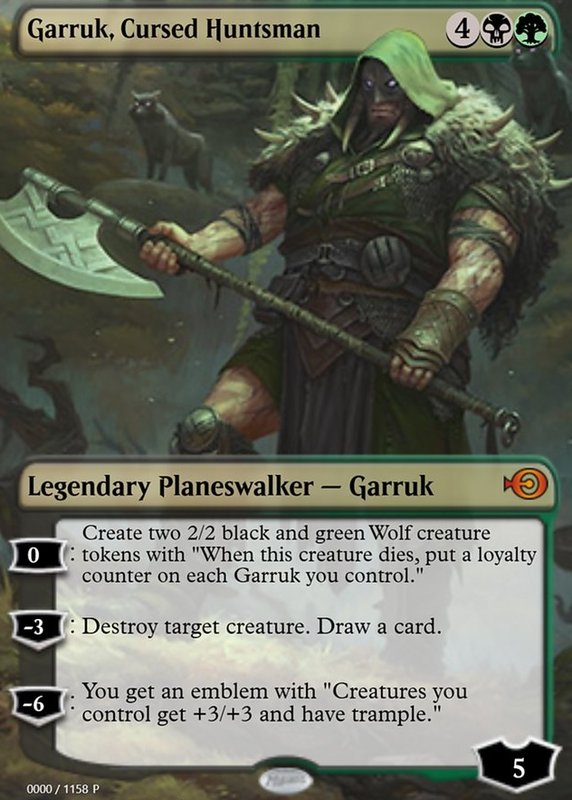 Garruk, Cursed Huntsman 4
Legendary Planeswalker — Garruk
0 : Create two 2/2 black and green Wolf creature
tokens with "When this creature dies, put a loyalty
counter on each Garruk you control."
-3 : Destroy target creature. Draw a card.
-6 : You get an emblem with "Creatures you
control get +3/+3 and have trample."
5
0000 / 1158 P